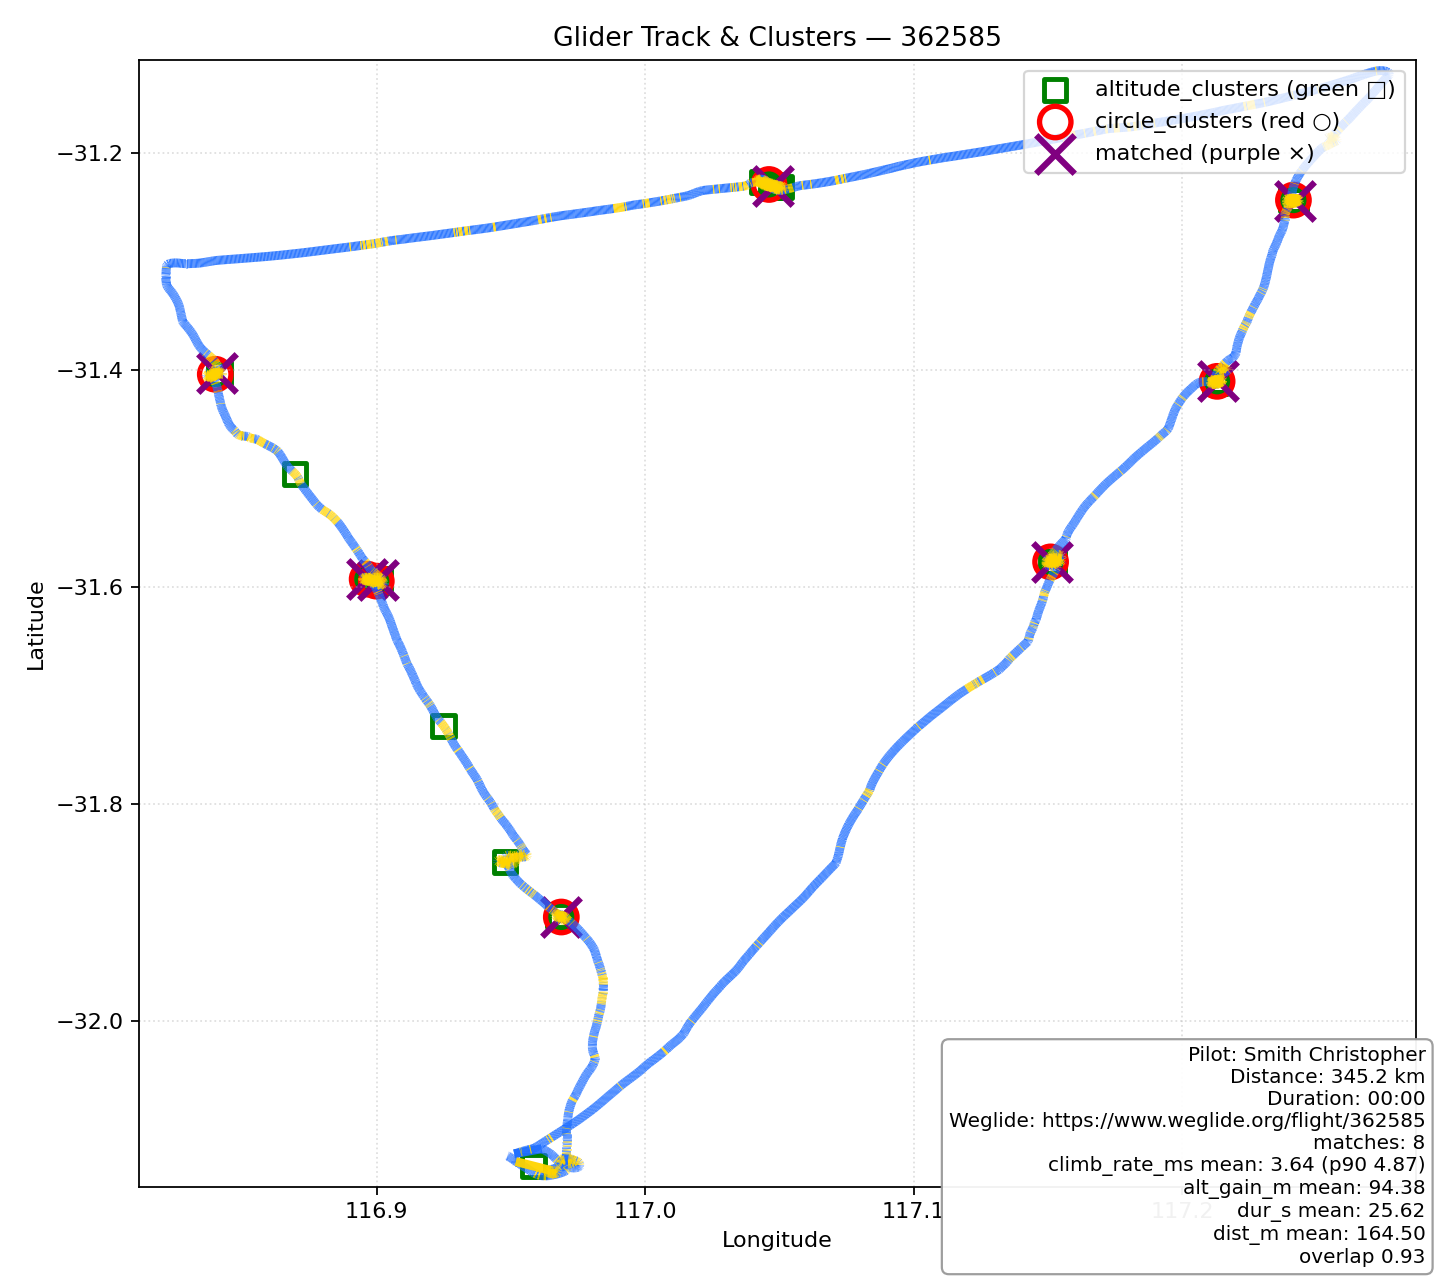 Glider Track & Clusters — 362585
altitude_clusters (green □)
circle_clusters (red ○)
matched (purple ×)
−31.2
−31.4
−31.6
−31.8
−32.0
Latitude
116.9
117.0
117.1
117.2
Longitude
Pilot: Smith Christopher
Distance: 345.2 km
Duration: 00:00
Weglide: https://www.weglide.org/flight/362585
matches: 8
climb_rate_ms mean: 3.64 (p90 4.87)
alt_gain_m mean: 94.38
dur_s mean: 25.62
dist_m mean: 164.50
overlap 0.93